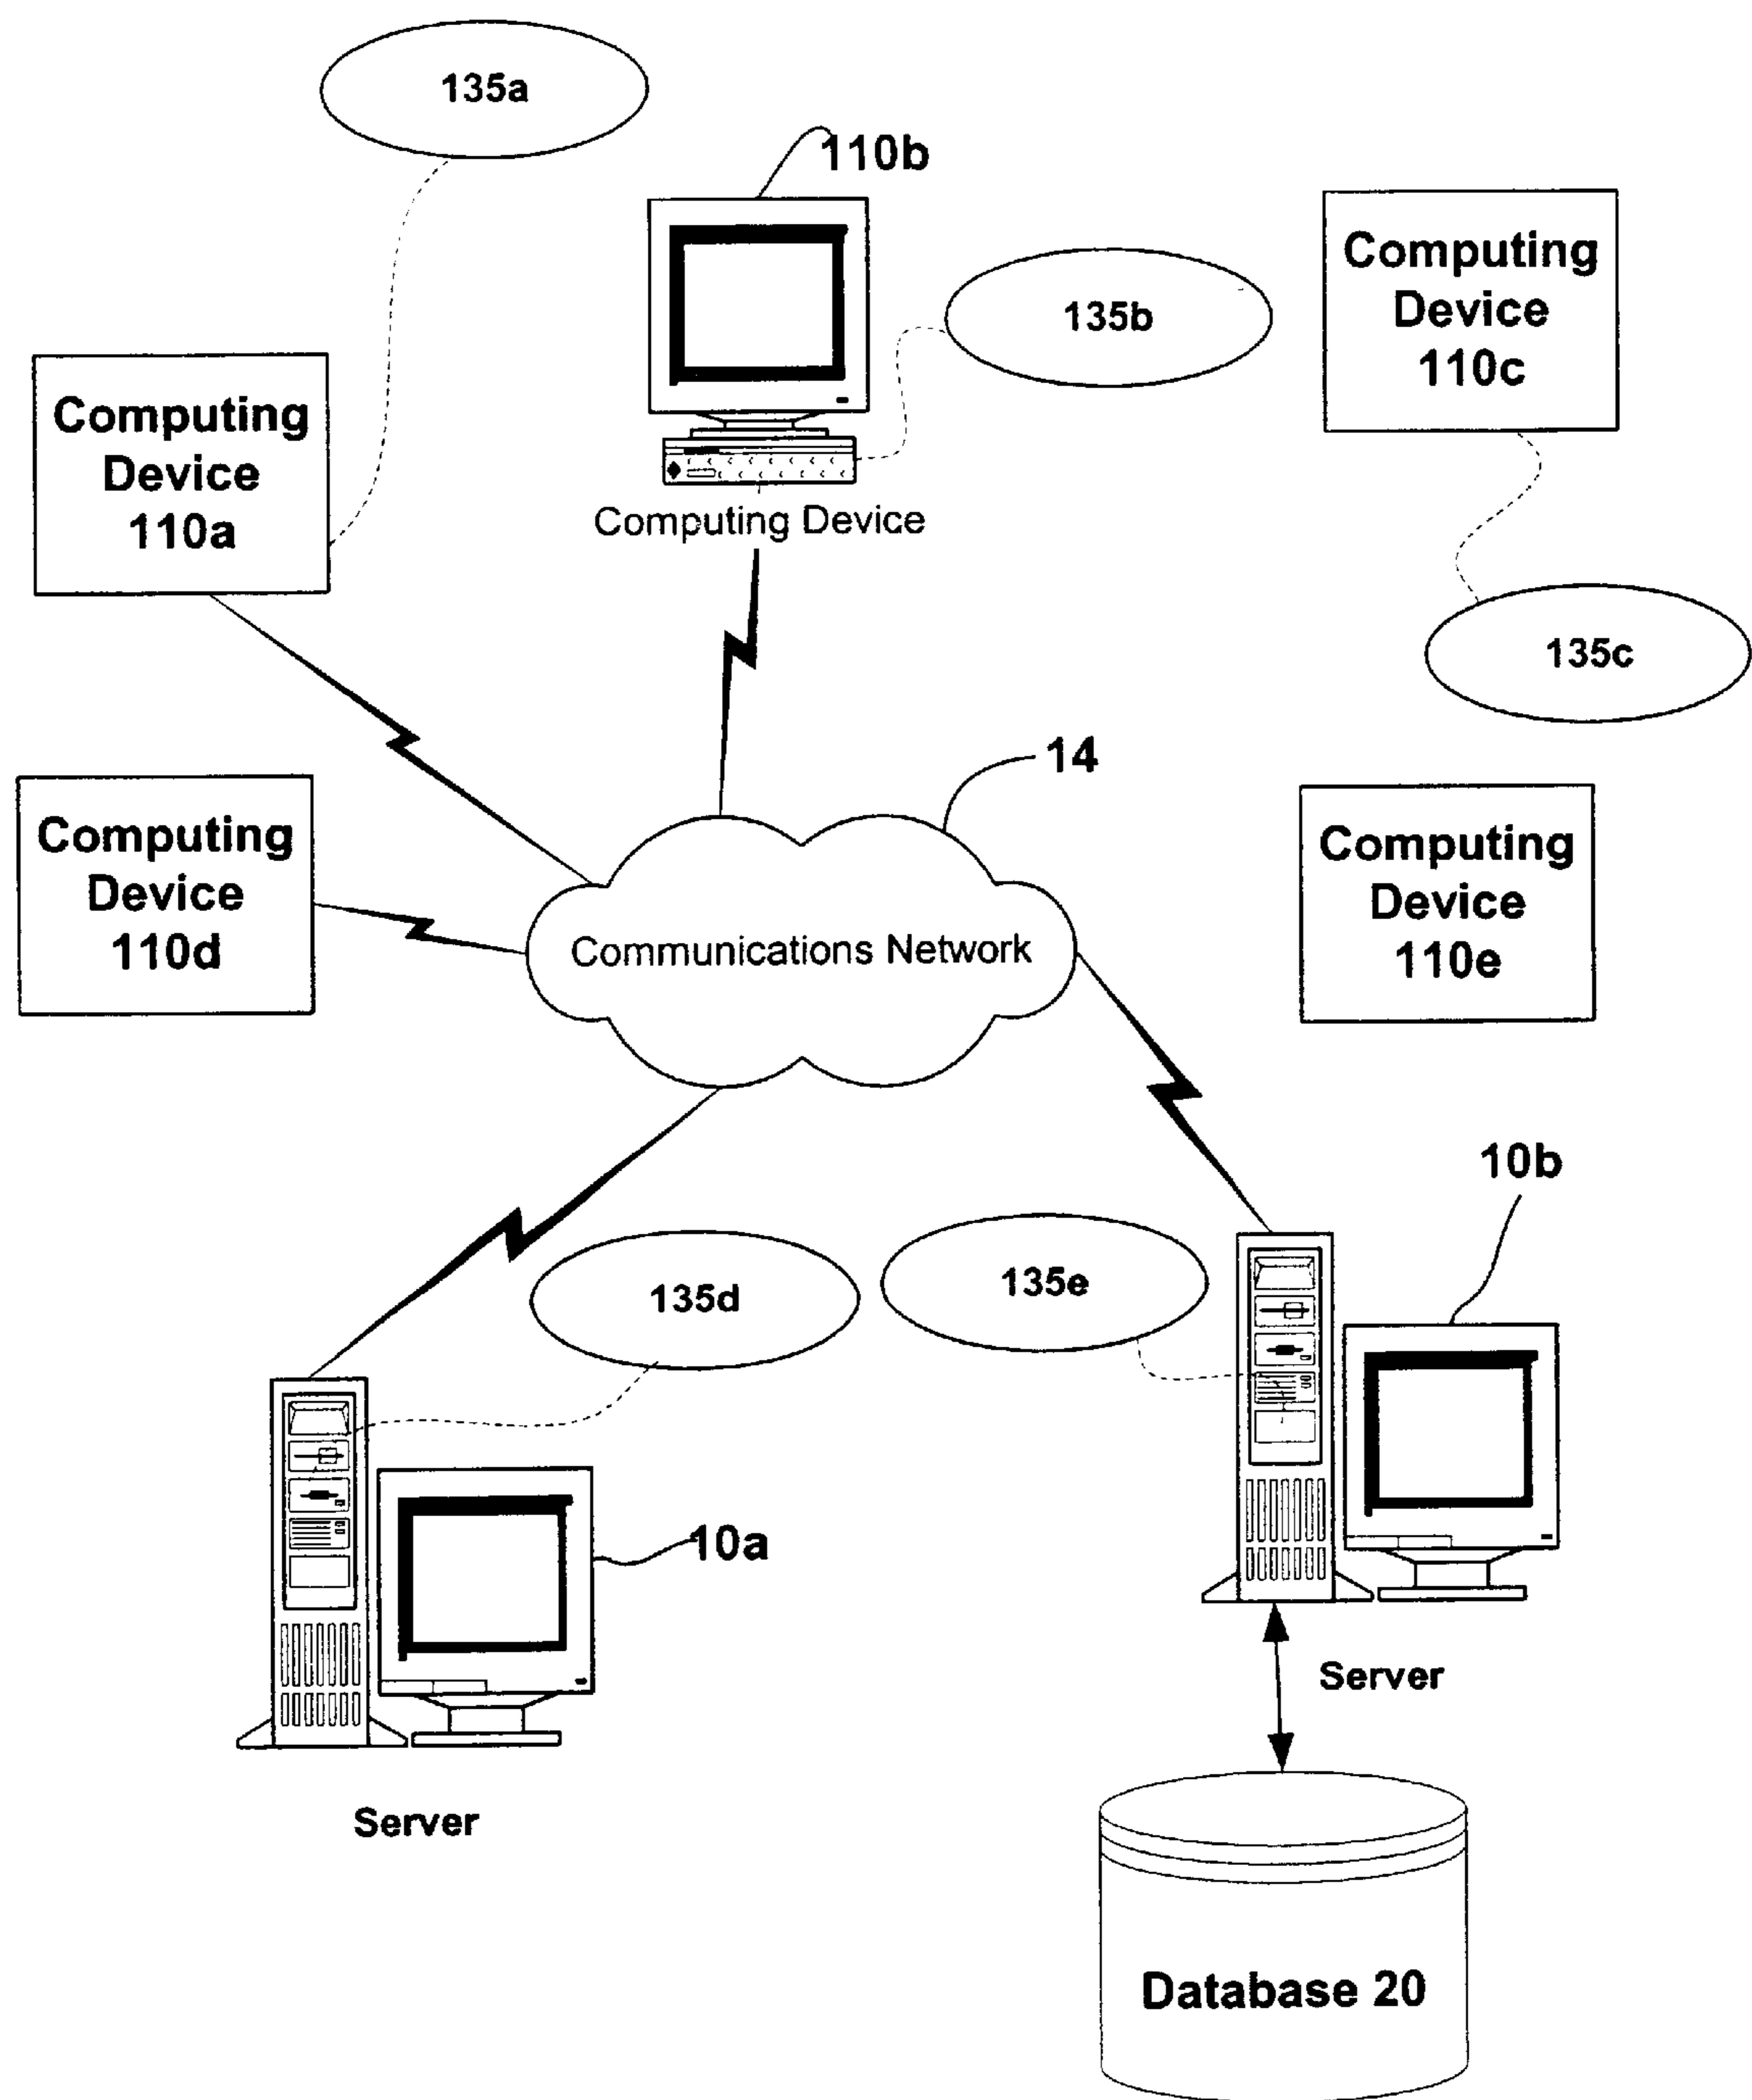 135a
110b
Computing
Device
110c
135b
Computing
Device
110a
Computing Device
135c
14
Computing
Device
110d
Computing
Device
110e
Communications Network
10b
135e
135d
10a
Server
Server
Database 20